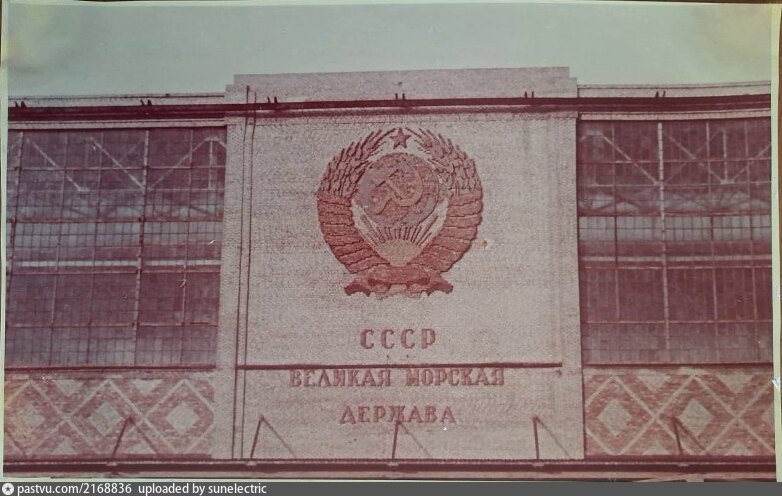 СССР
ВЕЛИКАЯ МОРСКАЯ
ДЕРЖАВА
pastvu.com/2168836 uploaded by sunelectric